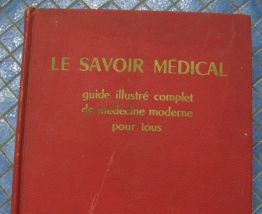 LE SAVOIR MÉDICAL
guide illustré complet
de médecine moderne
pour tous